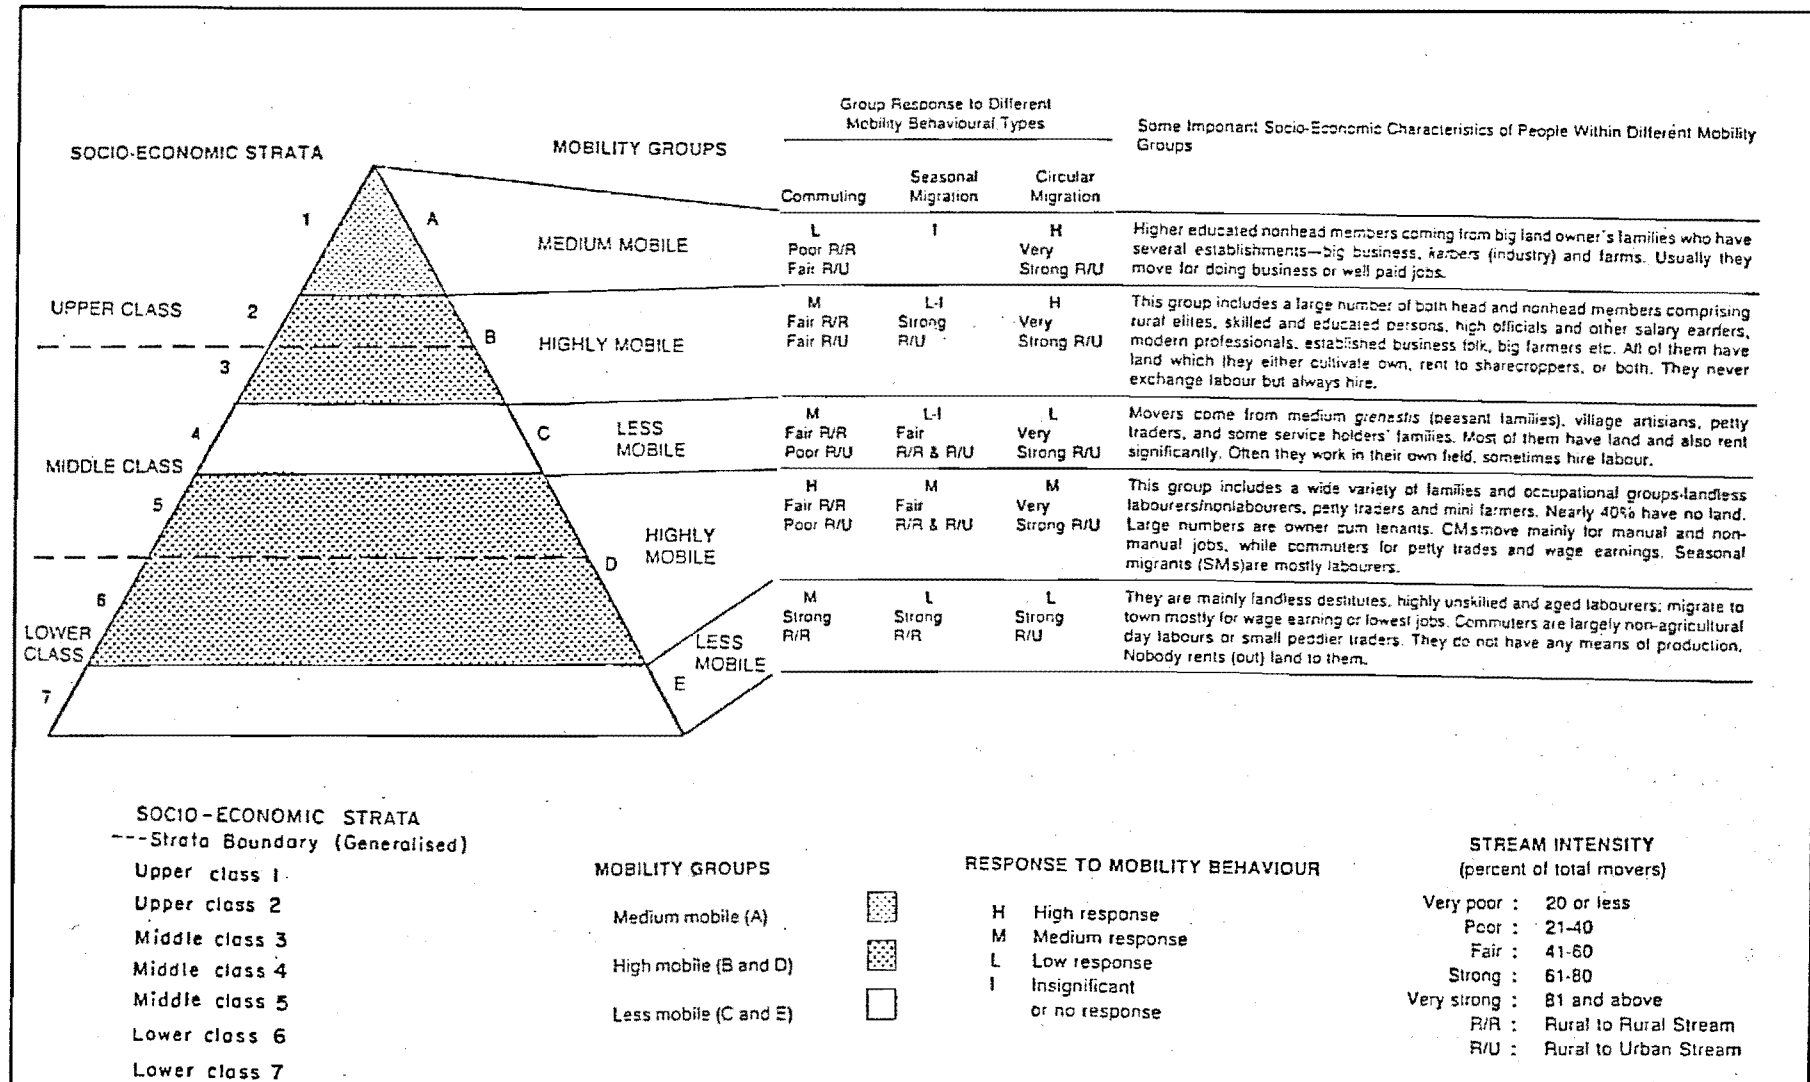 Group Response to Different
Mobility Behavioural Types
Some Important Socio-Economic Characteristics of People Within Different Mobility
Groups
SOCIO-ECONOMIC STRATA
MOBILITY GROUPS
Commuting
Seasonal
Migration
Circular
Migration
1
A
MEDIUM MOBILE
L
Poor R/R
Fair R/U
I
H
Very
Strong R/U
Higher educated nonhead members coming from big land owner's families who have
several establishments—big business, karbers (industry) and farms. Usually they
move for doing business or well paid jobs.
UPPER CLASS
2
3
B
HIGHLY MOBILE
M
Fair R/R
Fair R/U
L-I
Strong
R/U
H
Very
Strong R/U
This group includes a large number of both head and nonhead members comprising
rural elites, skilled and educated persons, high officials and other salary earners,
modern professionals, established business folk, big farmers etc. All of them have
land which they either cultivate own, rent to sharecroppers, or both. They never
exchange labour but always hire.
4
C
LESS
MOBILE
M
Fair R/R
Poor R/U
L-I
Fair
R/R & R/U
L
Very
Strong R/U
Movers come from medium grenastis (peasant families), village artisians, petty
traders, and some service holders' families. Most of them have land and also rent
significantly. Often they work in their own field, sometimes hire labour.
MIDDLE CLASS
5
6
D
HIGHLY
MOBILE
H
Fair R/R
Poor R/U
M
Fair
R/R & R/U
M
Very
Strong R/U
This group includes a wide variety of families and occupational groups-landless
labourers/nonlabourers, petty traders and mini farmers. Nearly 40% have no land.
Large numbers are owner cum tenants. CMs move mainly for manual and non-
manual jobs, while commuters for petty trades and wage earnings. Seasonal
migrants (SMs) are mostly labourers.
LOWER
CLASS
7
E
LESS
MOBILE
M
Strong
R/R
L
Strong
R/R
L
Strong
R/U
They are mainly landless destitutes, highly unskilled and aged labourers; migrate to
town mostly for wage earning or lowest jobs. Commuters are largely non-agricultural
day labours or small peddler traders. They do not have any means of production.
Nobody rents (out) land to them.
SOCIO-ECONOMIC STRATA
---Strata Boundary (Generalised)
Upper class 1
Upper class 2
Middle class 3
Middle class 4
Middle class 5
Lower class 6
Lower class 7
MOBILITY GROUPS
Medium mobile (A)
High mobile (B and D)
Less mobile (C and E)
RESPONSE TO MOBILITY BEHAVIOUR
H High response
M Medium response
L Low response
I Insignificant
or no response
STREAM INTENSITY
(percent of total movers)
Very poor : 20 or less
Poor : 21-40
Fair : 41-60
Strong : 61-80
Very strong : 81 and above
R/R : Rural to Rural Stream
R/U : Rural to Urban Stream